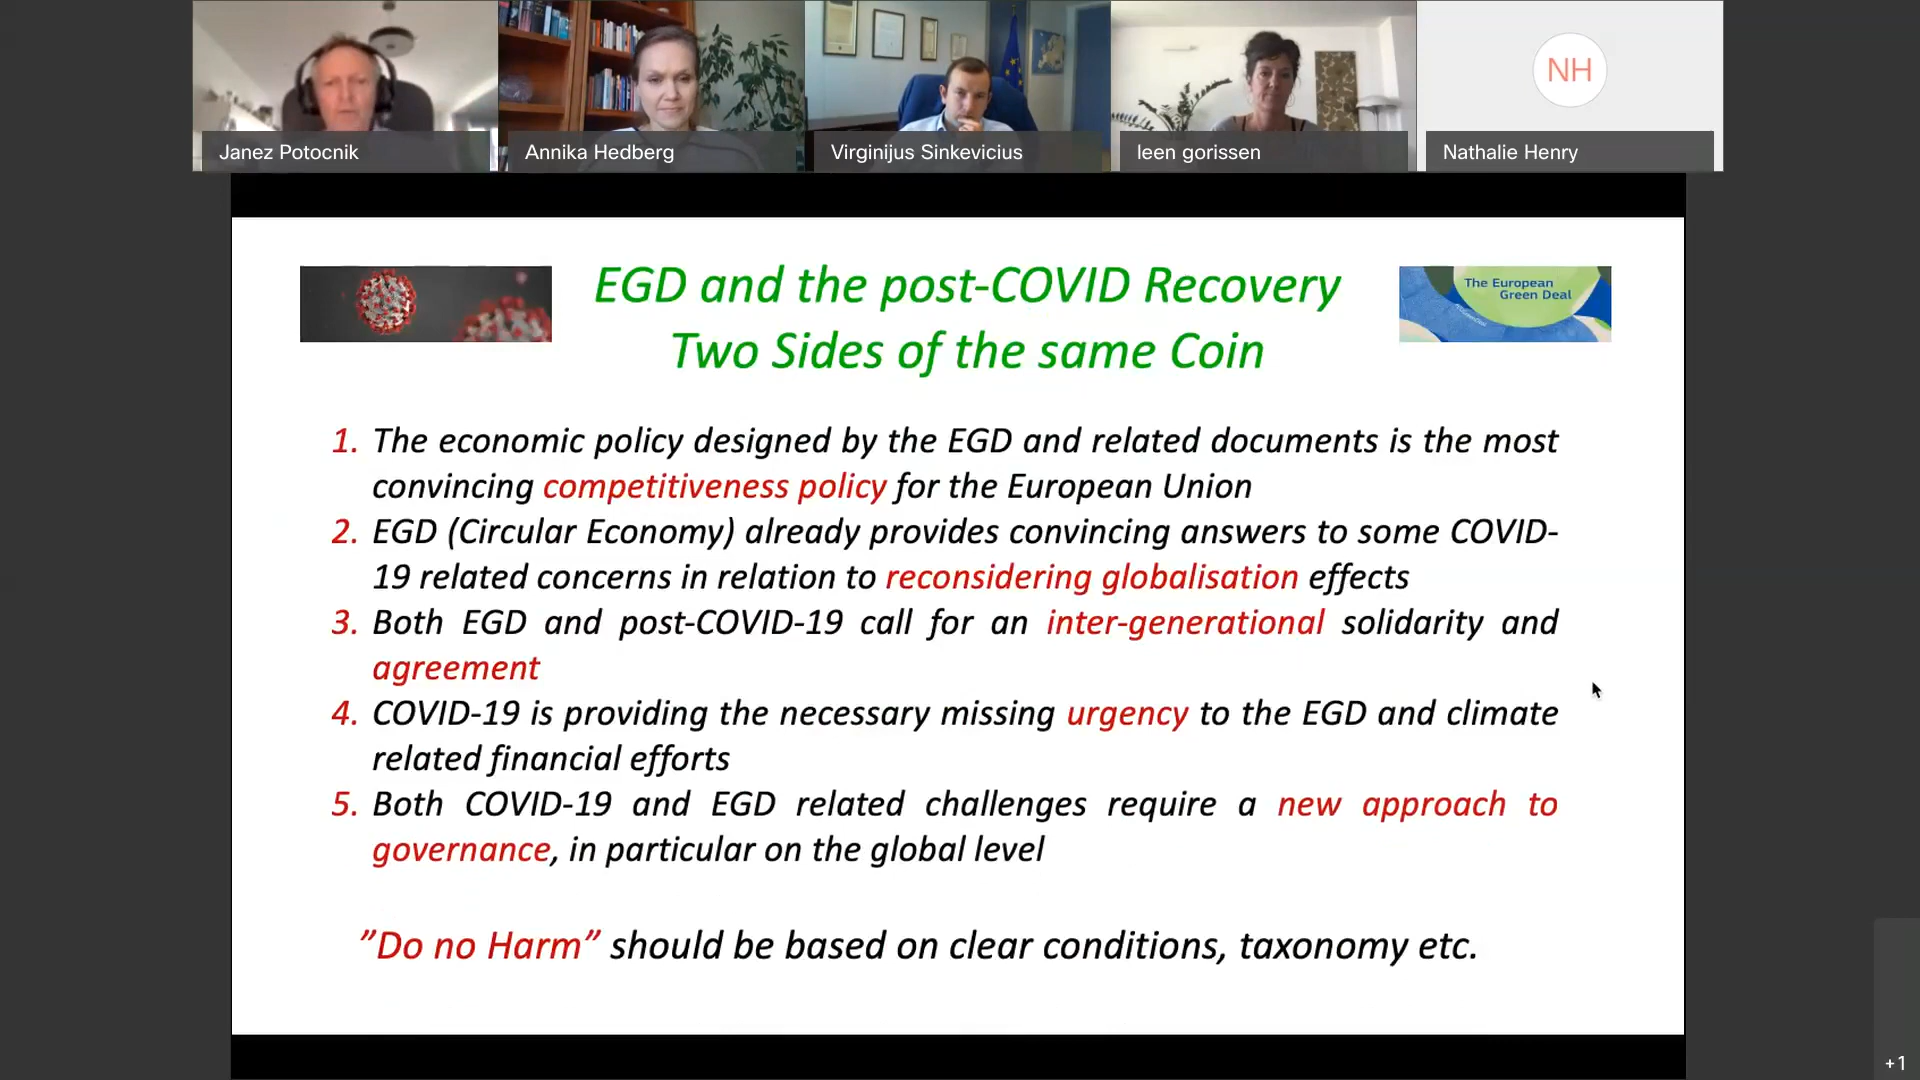 Janez Potocnik
Annika Hedberg
Virginijus Sinkevicius
leen gorissen
NH
Nathalie Henry
EGD and the post-COVID Recovery
Two Sides of the same Coin
The European
Green Deal
1. The economic policy designed by the EGD and related documents is the most
convincing competitiveness policy for the European Union
2. EGD (Circular Economy) already provides convincing answers to some COVID-
19 related concerns in relation to reconsidering globalisation effects
3. Both EGD and post-COVID-19 call for an inter-generational solidarity and
agreement
4. COVID-19 is providing the necessary missing urgency to the EGD and climate
related financial efforts
5. Both COVID-19 and EGD related challenges require a new approach to
governance, in particular on the global level
”Do no Harm” should be based on clear conditions, taxonomy etc.
+1